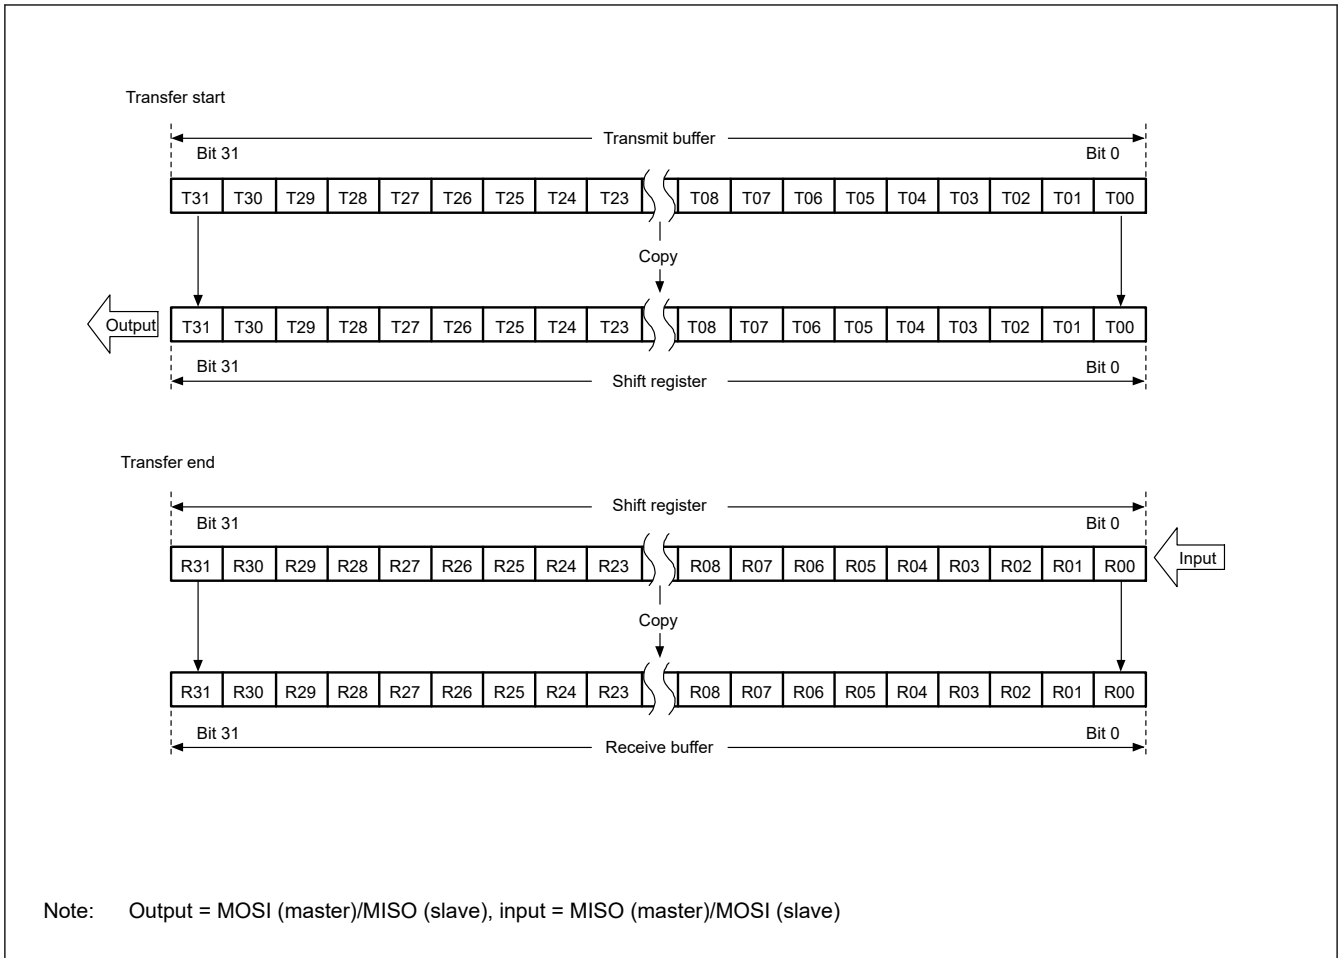 Transfer start
Transmit buffer
Bit 31 Bit 0
T31 T30 T29 T28 T27 T26 T25 T24 T23 T08 T07 T06 T05 T04 T03 T02 T01 T00
Copy
Output T31 T30 T29 T28 T27 T26 T25 T24 T23 T08 T07 T06 T05 T04 T03 T02 T01 T00
Bit 31 Bit 0
Shift register
Transfer end
Shift register
Bit 31 Bit 0
R31 R30 R29 R28 R27 R26 R25 R24 R23 R08 R07 R06 R05 R04 R03 R02 R01 R00 Input
Copy
R31 R30 R29 R28 R27 R26 R25 R24 R23 R08 R07 R06 R05 R04 R03 R02 R01 R00
Bit 31 Bit 0
Receive buffer
Note: Output = MOSI (master)/MISO (slave), input = MISO (master)/MOSI (slave)